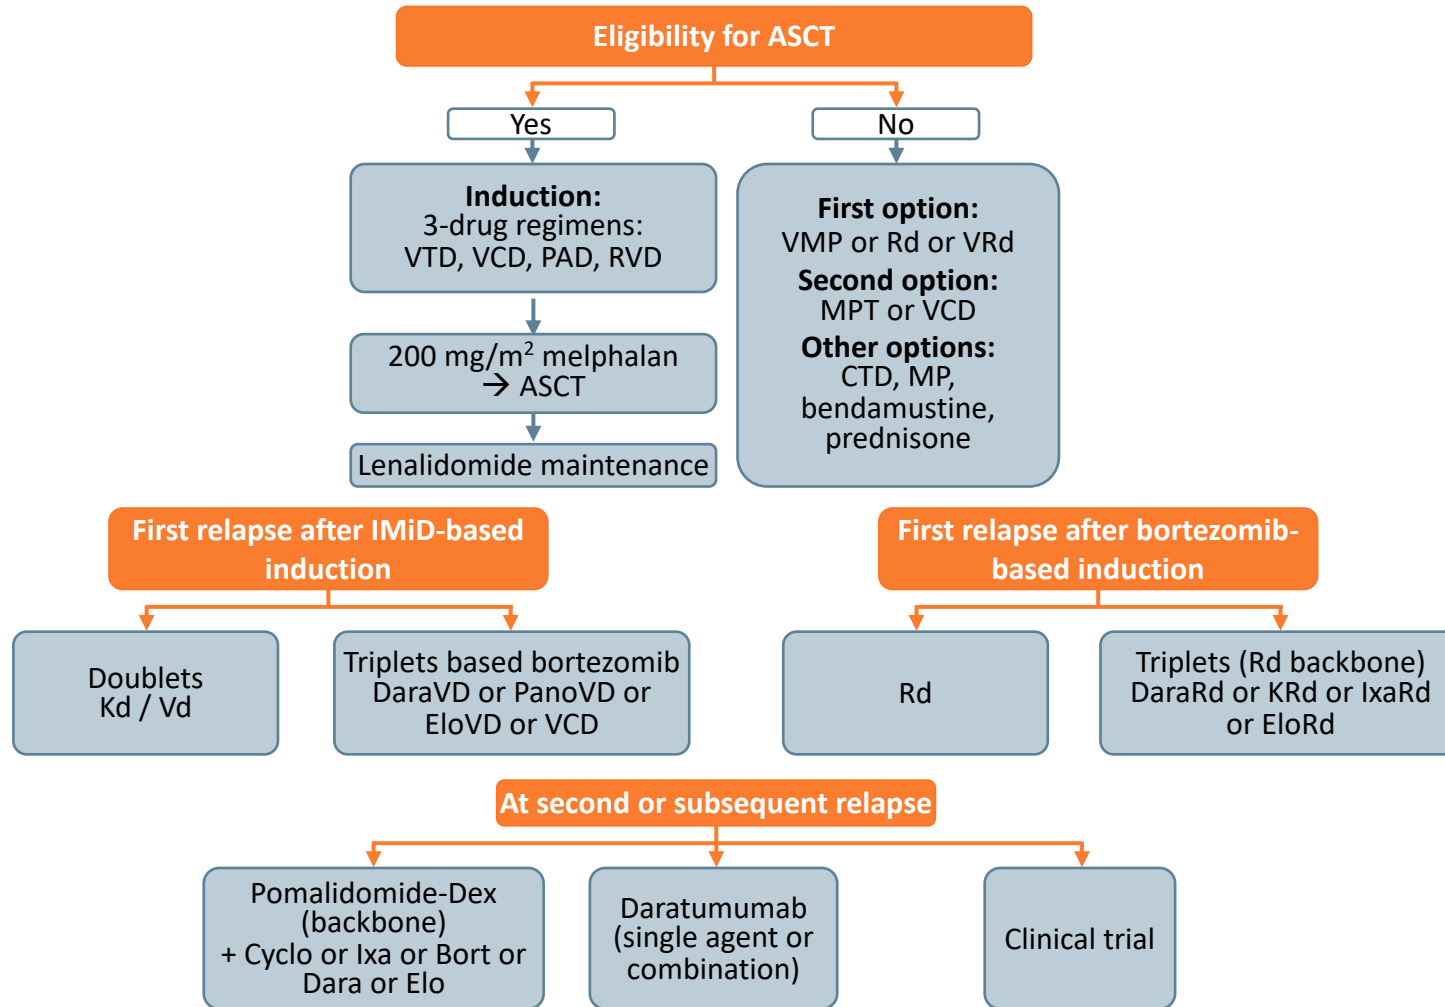 Eligibility for ASCT
Yes
No
Induction:
3-drug regimens:
VTD, VCD, PAD, RVD
200 mg/m² melphalan
→ ASCT
Lenalidomide maintenance
First option:
VMP or Rd or VRd
Second option:
MPT or VCD
Other options:
CTD, MP,
bendamustine,
prednisone
First relapse after IMiD-based
induction
Doublets
Kd / Vd
Triplets based bortezomib
DaraVD or PanoVD or
EloVD or VCD
First relapse after bortezomib-
based induction
Rd
Triplets (Rd backbone)
DaraRd or KRd or IxaRd
or EloRd
At second or subsequent relapse
Pomalidomide-Dex
(backbone)
+ Cyclo or Ixa or Bort or
Dara or Elo
Daratumumab
(single agent or
combination)
Clinical trial